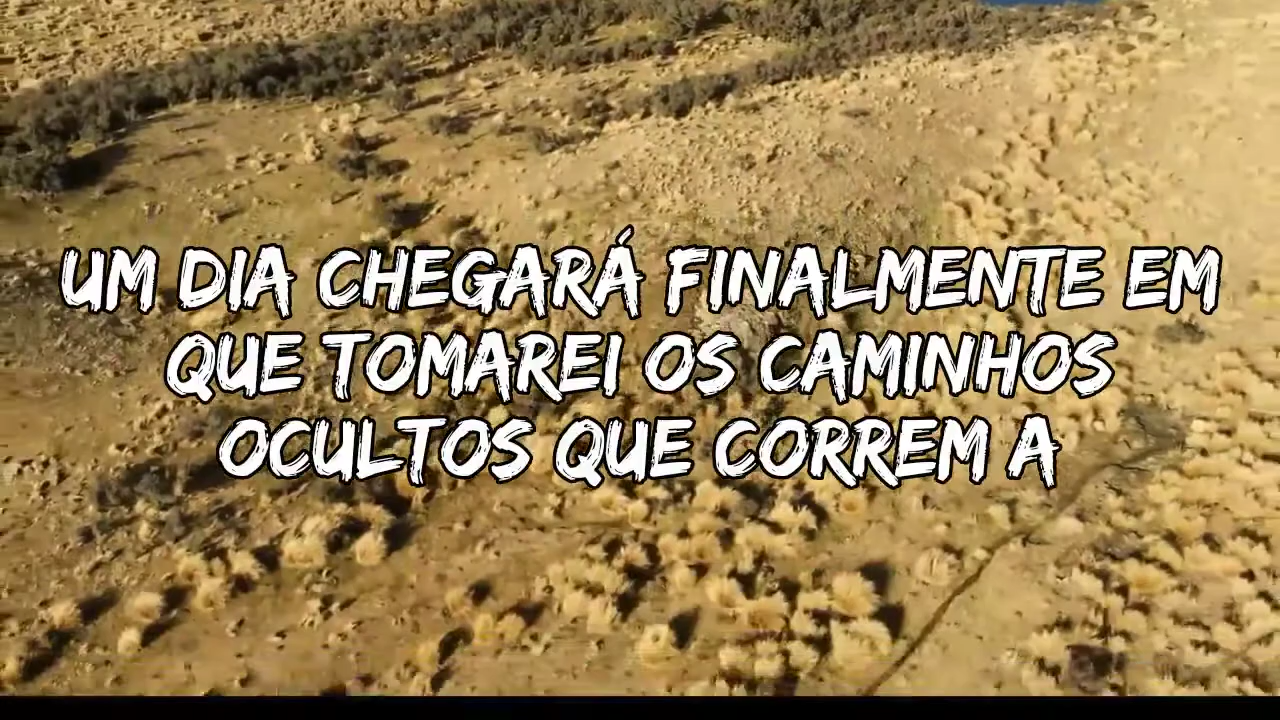 UM DIA CHEGARÁ FINALMENTE EM
QUE TOMAREI OS CAMINHOS
OCULTOS QUE CORREM A